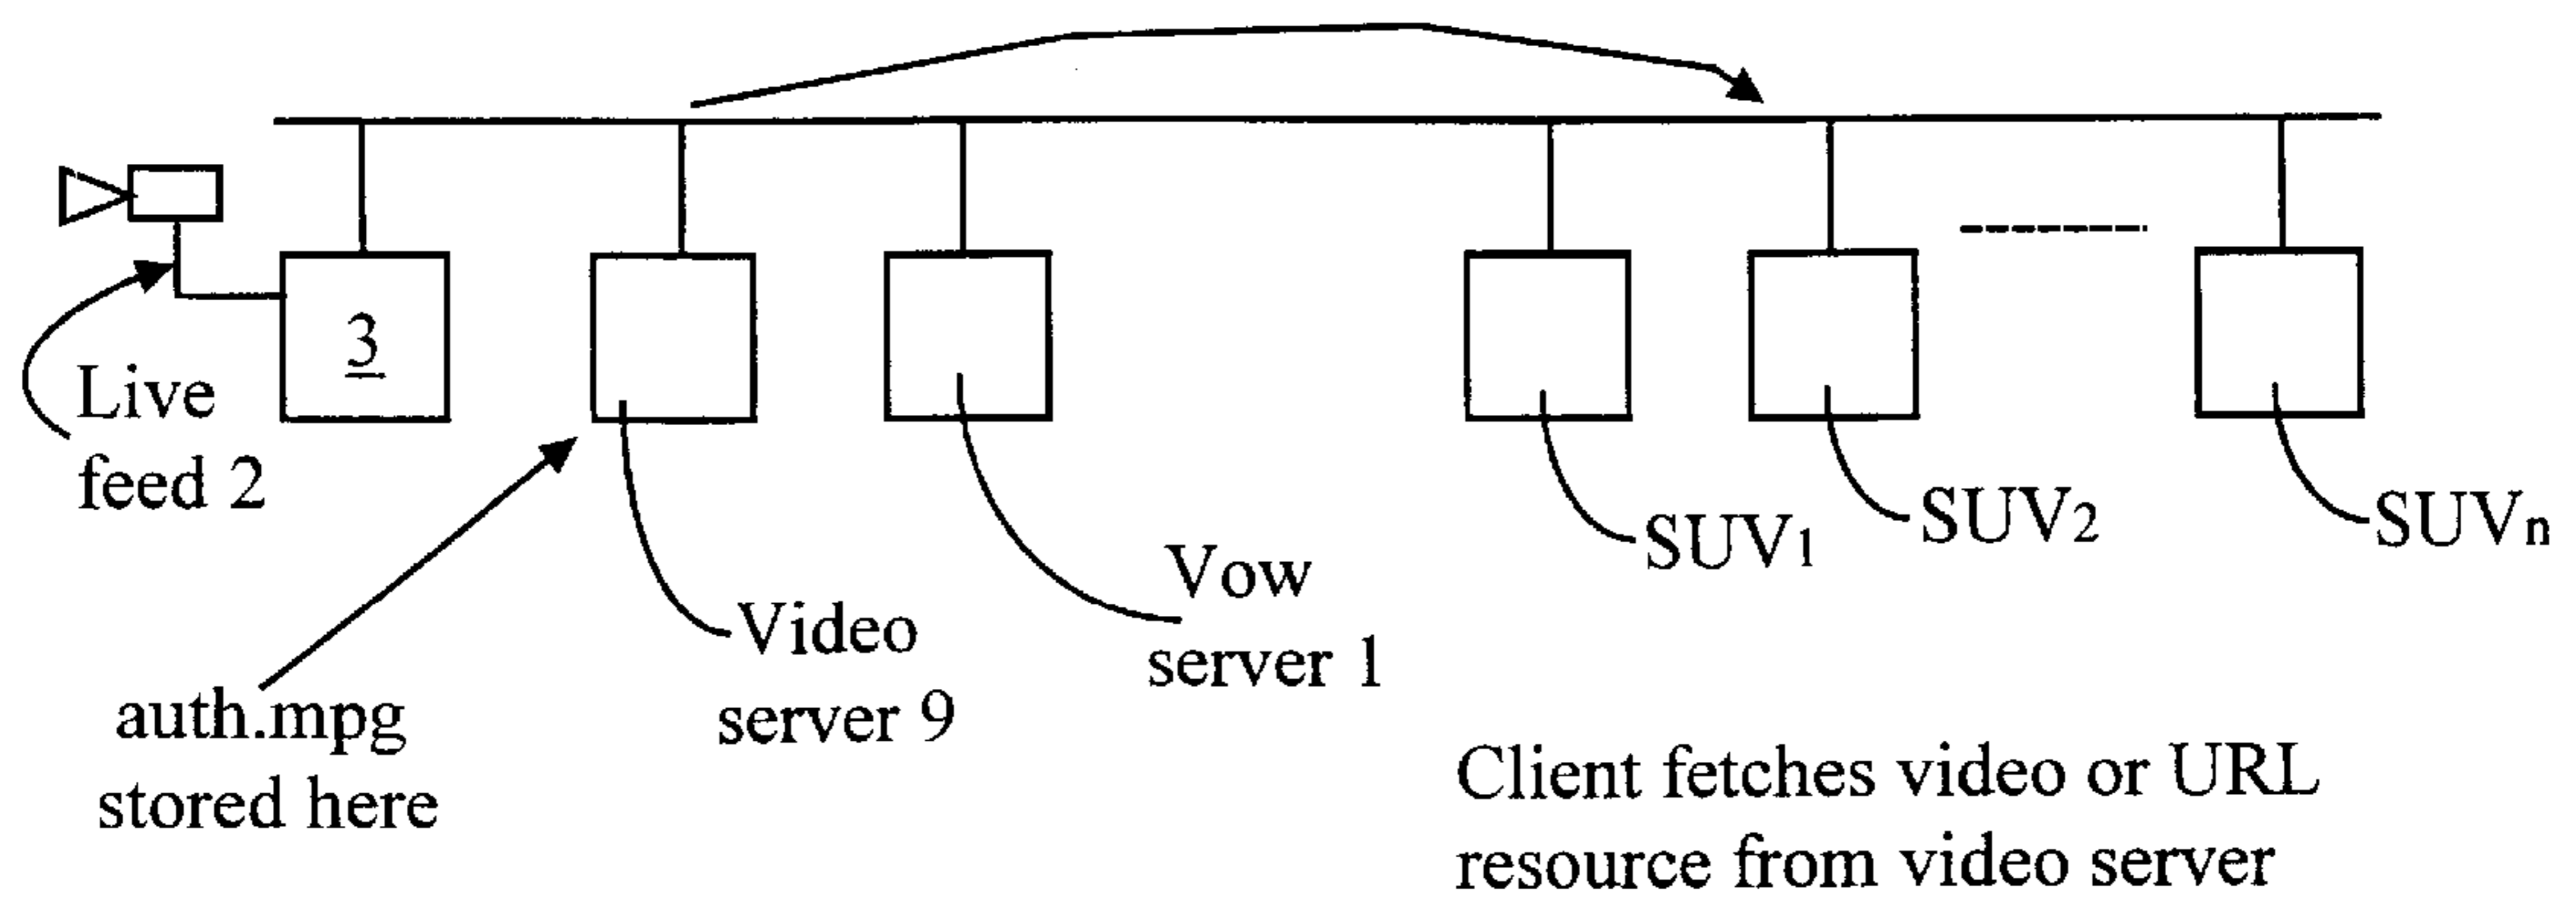 3
Live
feed 2
SUV1
SUV2
SUVn
Vow
server 1
Video
server 9
auth.mpg
stored here
Client fetches video or URL
resource from video server